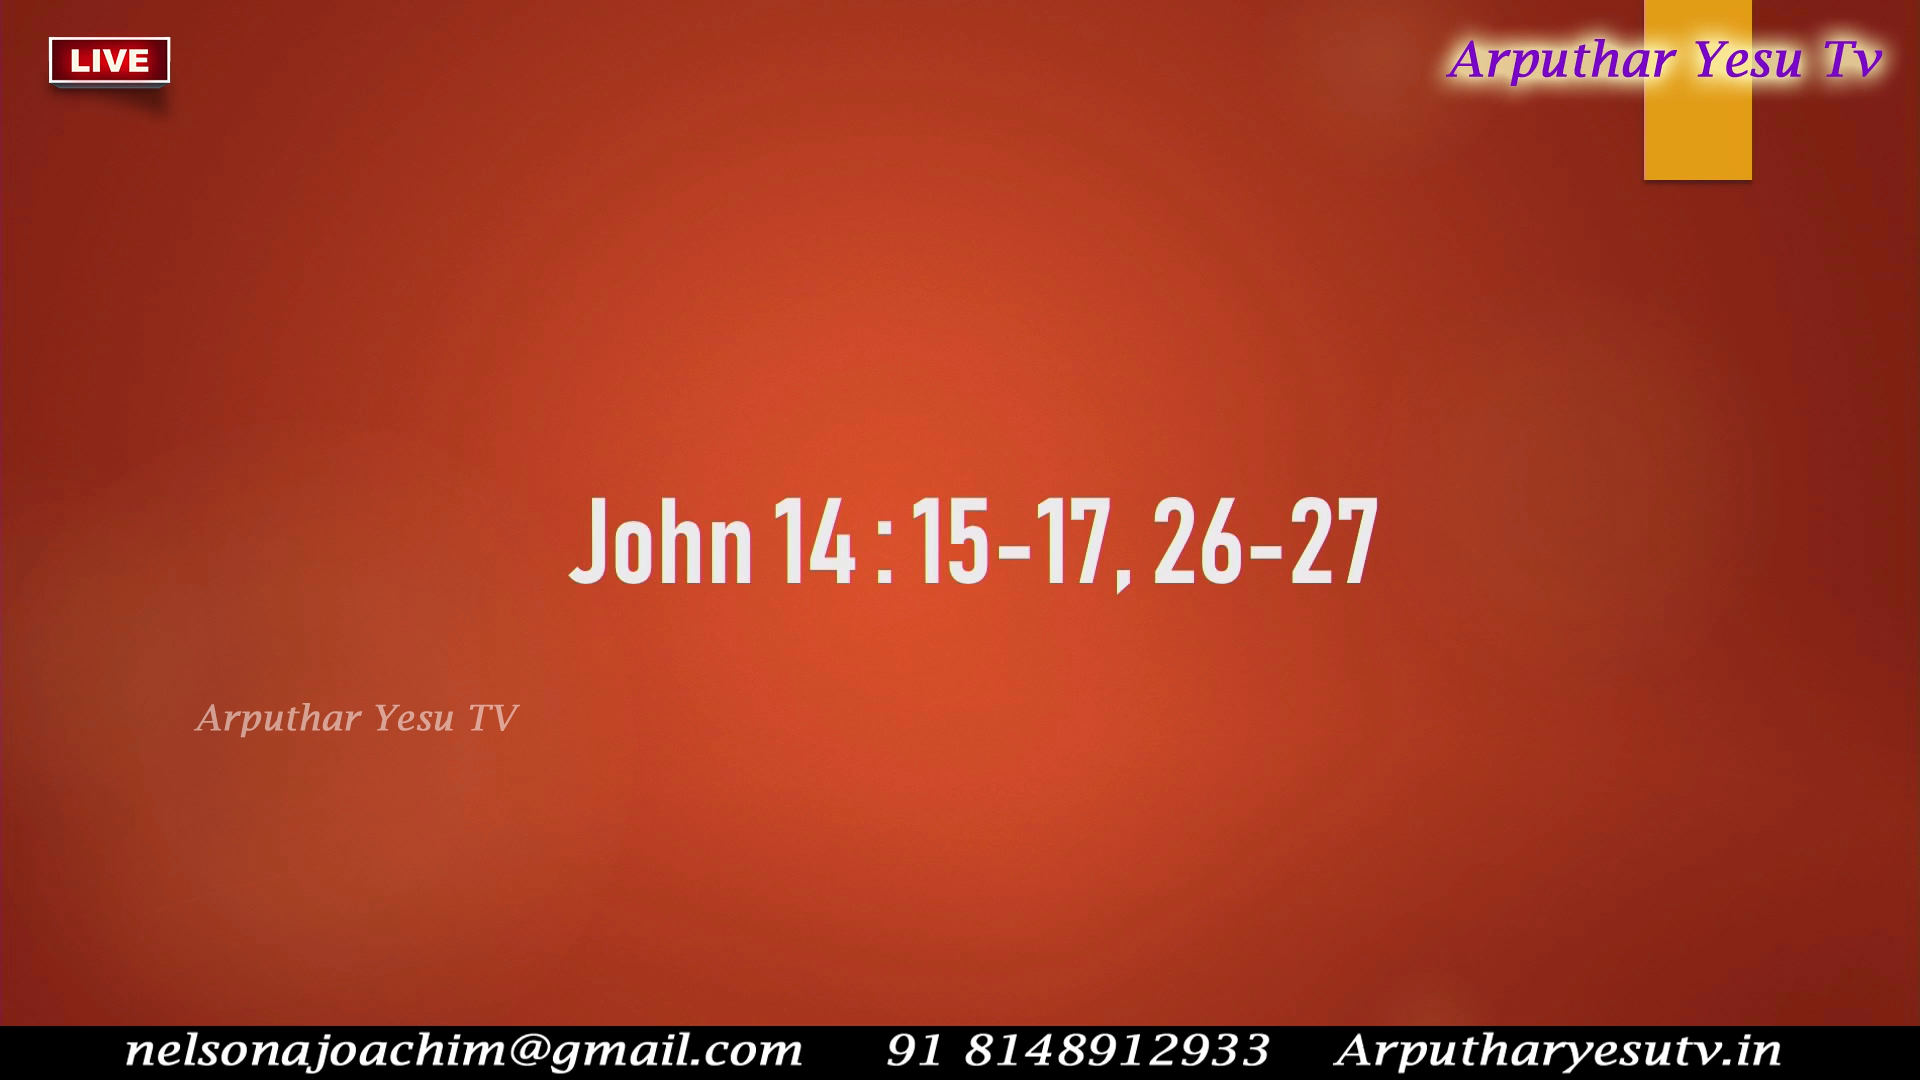 LIVE
Arputhar Yesu Tv
John 14 : 15-17, 26-27
Arputhar Yesu TV
nelsonajoachim@gmail.com 91 8148912933 Arputharyesutv.in